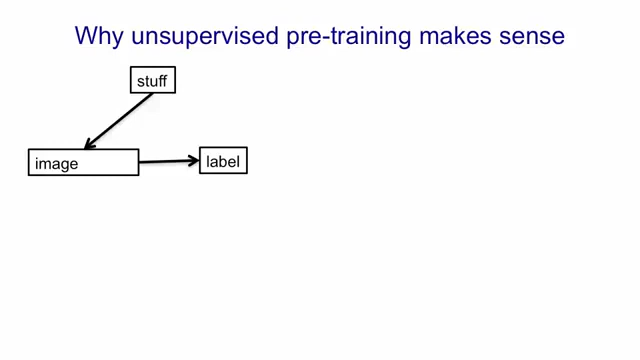 Why unsupervised pre-training makes sense
stuff
image
label